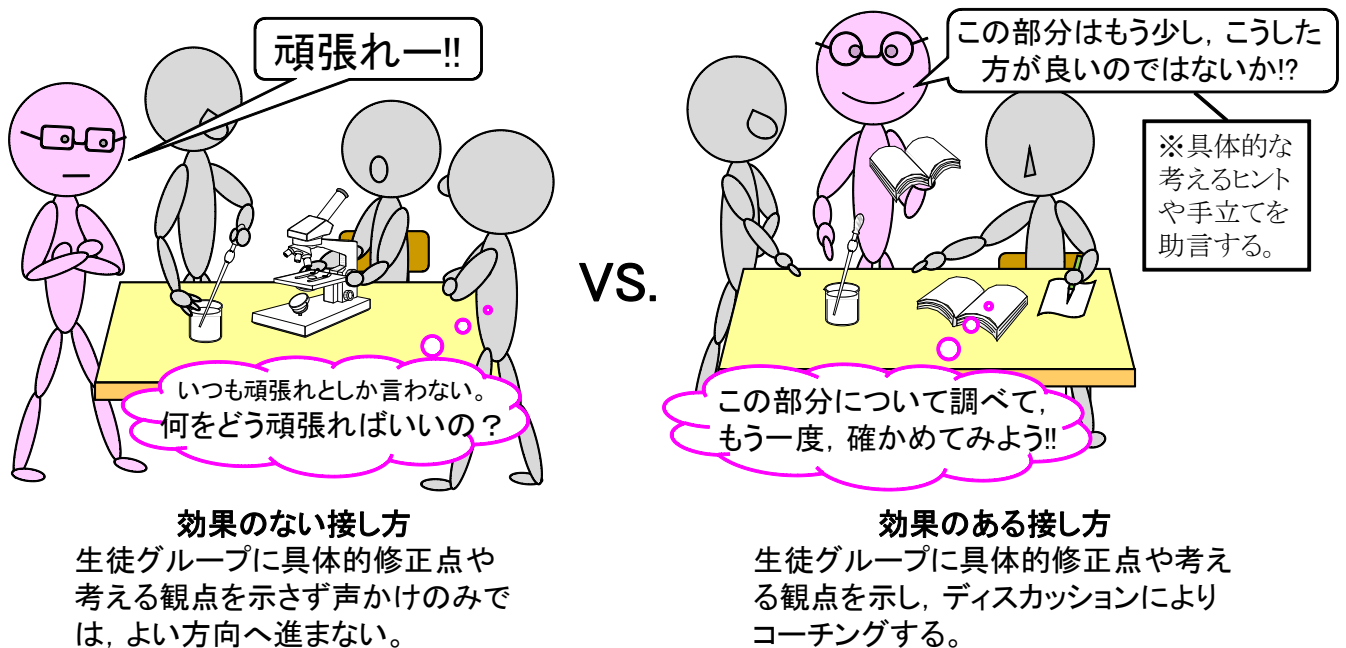 頑張れー!!
いつも頑張れとしか言わない。
何をどう頑張ればいいの？
効果のない接し方
生徒グループに具体的修正点や
考える観点を示さず声かけのみで
は，よい方向へ進まない。
VS.
この部分はもう少し，こうした
方が良いのではないか!?
※具体的な
考えるヒント
や手立てを
助言する。
この部分について調べて，
もう一度，確かめてみよう!!
効果のある接し方
生徒グループに具体的修正点や考え
る観点を示し，ディスカッションにより
コーチングする。